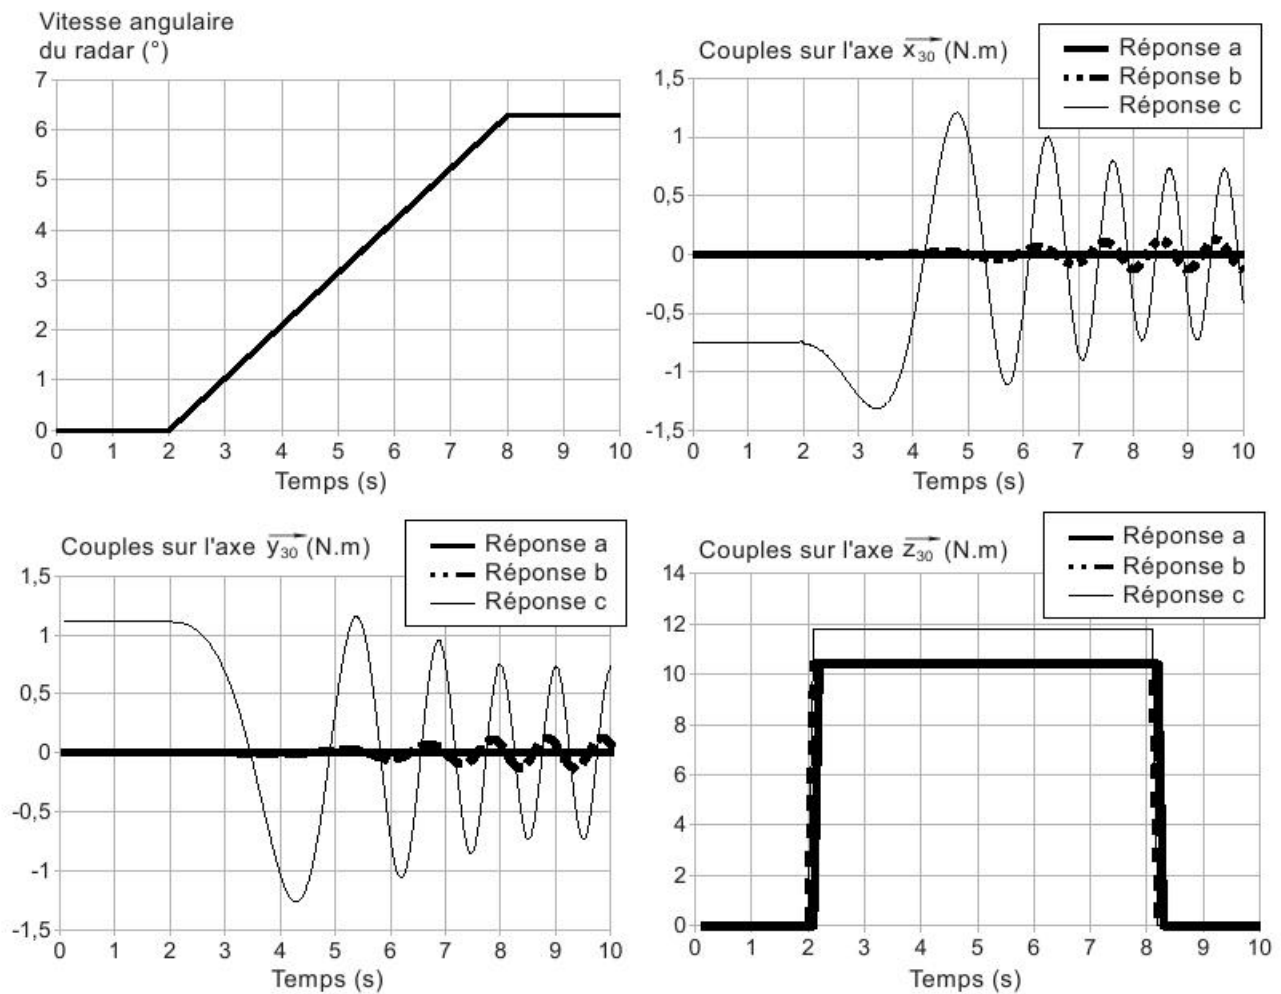 Vitesse angulaire
du radar (°)
7
6
5
4
3
2
1
0
0 1 2 3 4 5 6 7 8 9 10
Temps (s)
Couples sur l'axe x30 (N.m)
Réponse a
Réponse b
Réponse c
1,5
1
0,5
0
-0,5
-1
-1,5
0 1 2 3 4 5 6 7 8 9 10
Temps (s)
Couples sur l'axe y30 (N.m)
Réponse a
Réponse b
Réponse c
1,5
1
0,5
0
-0,5
-1
-1,5
0 1 2 3 4 5 6 7 8 9 10
Temps (s)
Couples sur l'axe z30 (N.m)
Réponse a
Réponse b
Réponse c
14
12
10
8
6
4
2
0
0 1 2 3 4 5 6 7 8 9 10
Temps (s)